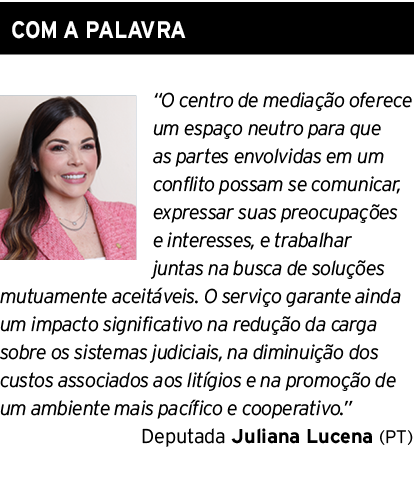 COM A PALAVRA
“O centro de mediação oferece
um espaço neutro para que
as partes envolvidas em um
conflito possam se comunicar,
expressar suas preocupações
e interesses, e trabalhar
juntas na busca de soluções
mutuamente aceitáveis. O serviço garante ainda
um impacto significativo na redução da carga
sobre os sistemas judiciais, na diminuição dos
custos associados aos litígios e na promoção de
um ambiente mais pacífico e cooperativo.”
Deputada Juliana Lucena (PT)